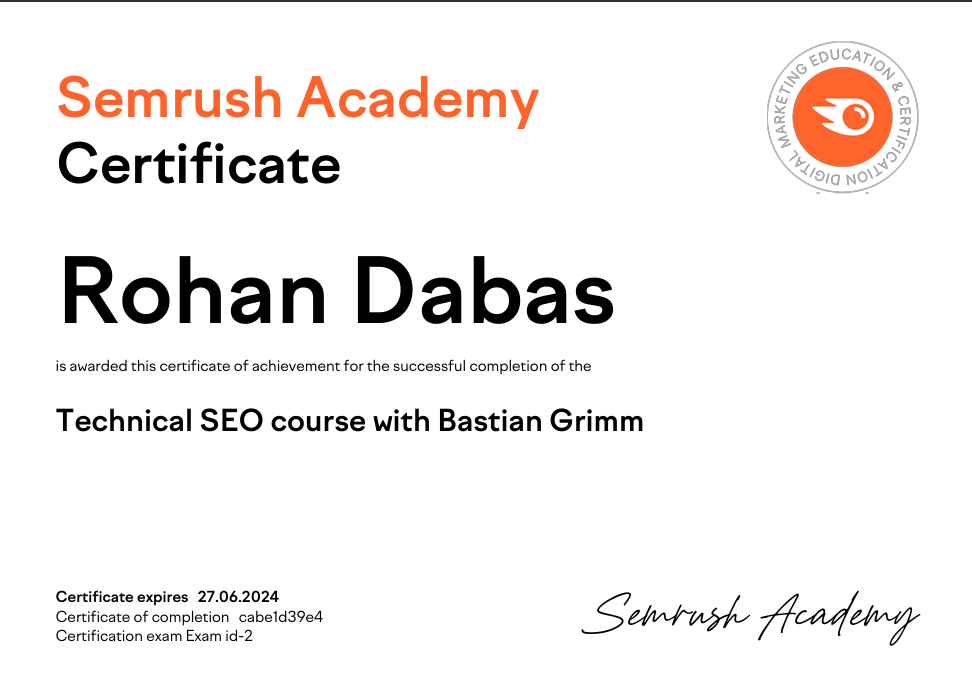 Semrush Academy
Certificate
DIGITAL MARKETING EDUCATION & CERTIFICATION
Rohan Dabas
is awarded this certificate of achievement for the successful completion of the
Technical SEO course with Bastian Grimm
Certificate expires 27.06.2024
Certificate of completion cabe1d39e4
Certification exam Exam id-2
Semrush Academy